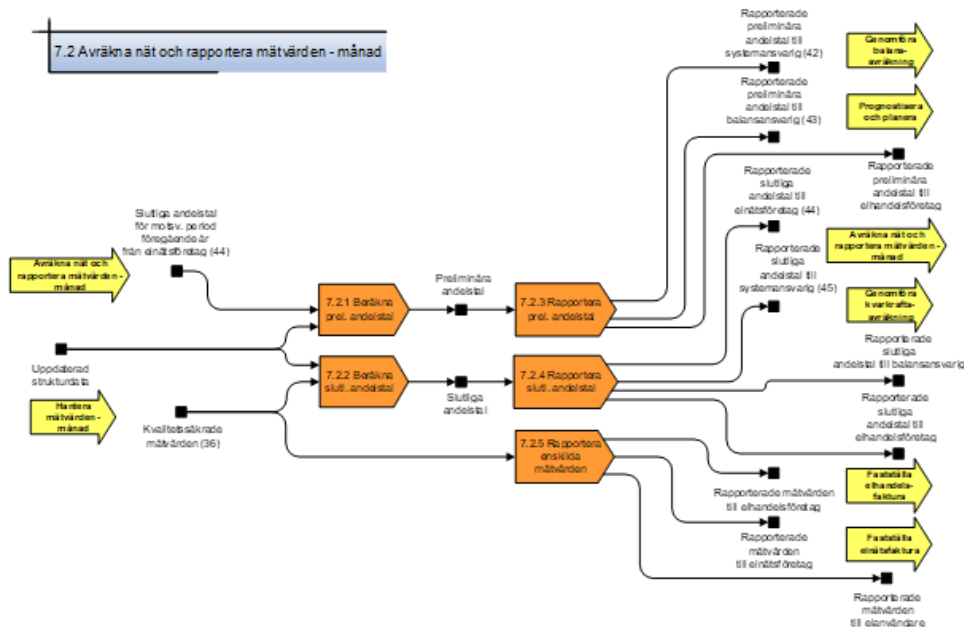 7.2 Avräkna nät och rapportera mätvärden - månad
Rapporterade
preliminära
andelstal till
systemansvarig (42)
Genomföra
balans-
avräkning
Rapporterade
preliminära
andelstal till
balansansvarig (43)
Prognostisera
och planera
Rapporterade
preliminära
andelstal till
elhandelsföretag
Rapporterade
slutliga
andelstal till
elnätsföretag (44)
Slutliga andelstal
för motsv. period
föregående år
från elnätsföretag (44)
Avräkna nät och
rapportera mätvärden -
månad
Avräkna nät och
rapportera mätvärden -
månad
Rapporterade
slutliga
andelstal till
systemansvarig (45)
Genomföra
kvarkrafts-
avräkning
7.2.1 Beräkna
prel. andelstal
Preliminära
andelstal
7.2.3 Rapportera
prel. andelstal
Uppdaterad
strukturdata
Rapporterade
slutliga
andelstal till balansansvarig
7.2.2 Beräkna
slutl. andelstal
Slutliga
andelstal
7.2.4 Rapportera
slutl. andelstal
Rapporterade
slutliga
andelstal till
elhandelsföretag
Hantera
mätvärden -
månad
Kvalitetssäkrade
mätvärden (36)
7.2.5 Rapportera
enskilda
mätvärden
Rapporterade mätvärden
till elhandelsföretag
Fastställa
elhandels-
faktura
Rapporterade
mätvärden
till elnätsföretag
Fastställa
elnätsfaktura
Rapporterade
mätvärden
till elanvändare